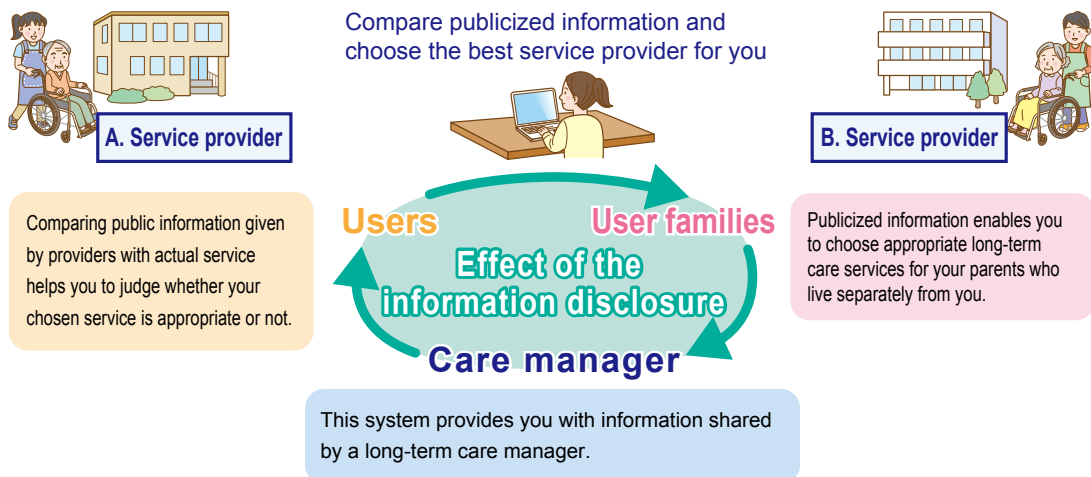 Compare publicized information and
choose the best service provider for you
A. Service provider
B. Service provider
Users
User families
Effect of the
information disclosure
Care manager
Comparing public information given
by providers with actual service
helps you to judge whether your
chosen service is appropriate or not.
Publicized information enables you
to choose appropriate long-term
care services for your parents who
live separately from you.
This system provides you with information shared
by a long-term care manager.